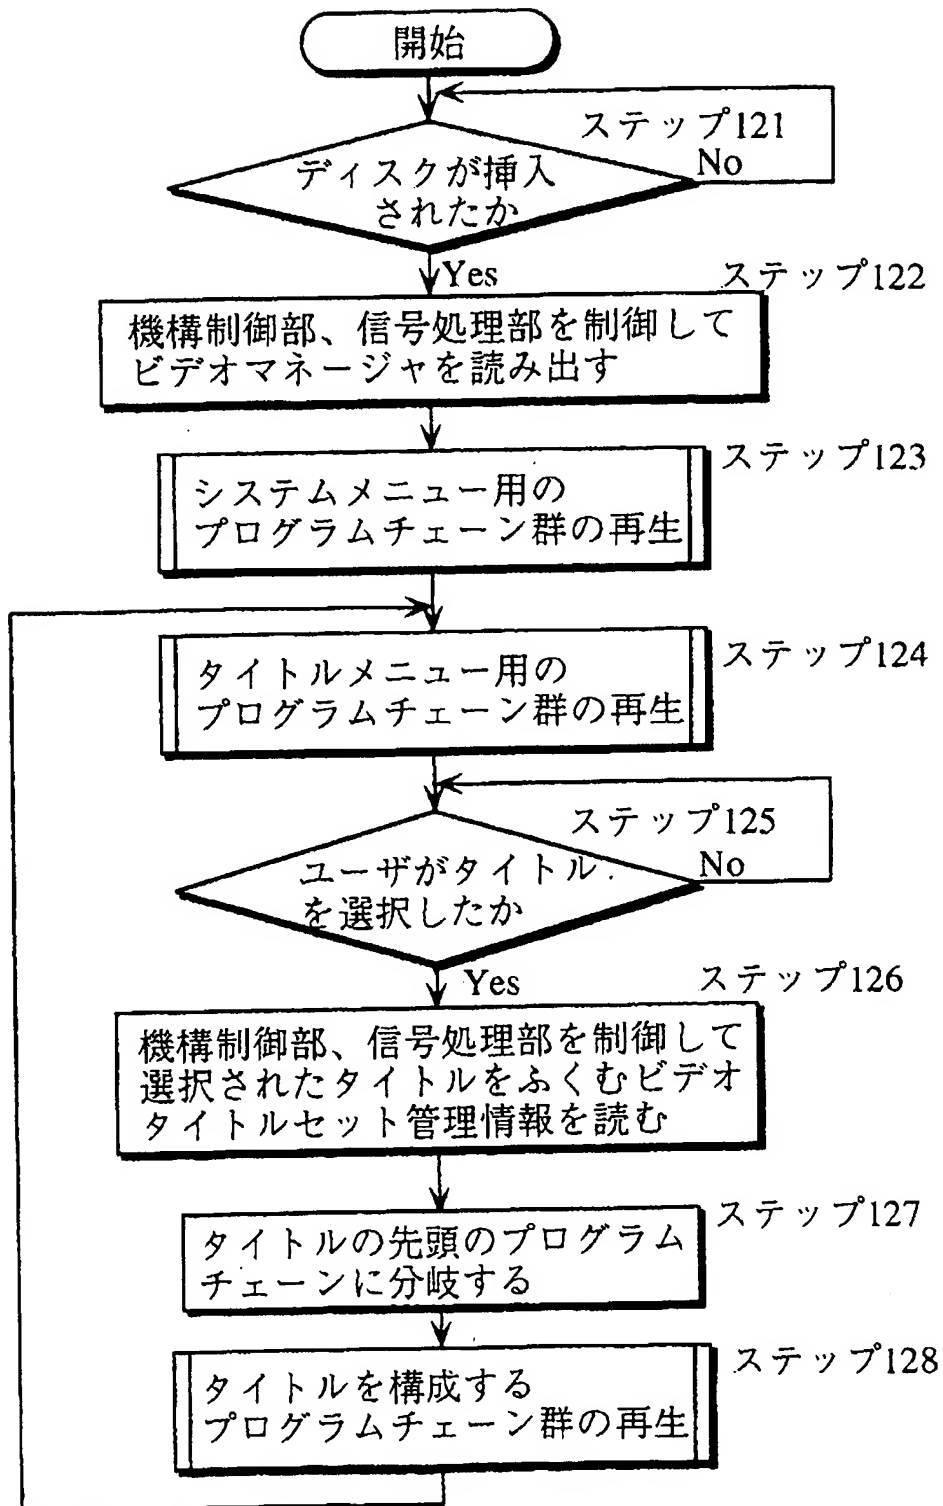 開始
ステップ121
No
ディスクが挿入
されたか
Yes
ステップ122
機構制御部、信号処理部を制御して
ビデオマネージャを読み出す
ステップ123
システムメニュー用の
プログラムチェーン群の再生
ステップ124
タイトルメニュー用の
プログラムチェーン群の再生
ステップ125
No
ユーザがタイトル
を選択したか
Yes
ステップ126
機構制御部、信号処理部を制御して
選択されたタイトルをふくむビデオ
タイトルセット管理情報を読む
ステップ127
タイトルの先頭のプログラム
チェーンに分岐する
ステップ128
タイトルを構成する
プログラムチェーン群の再生